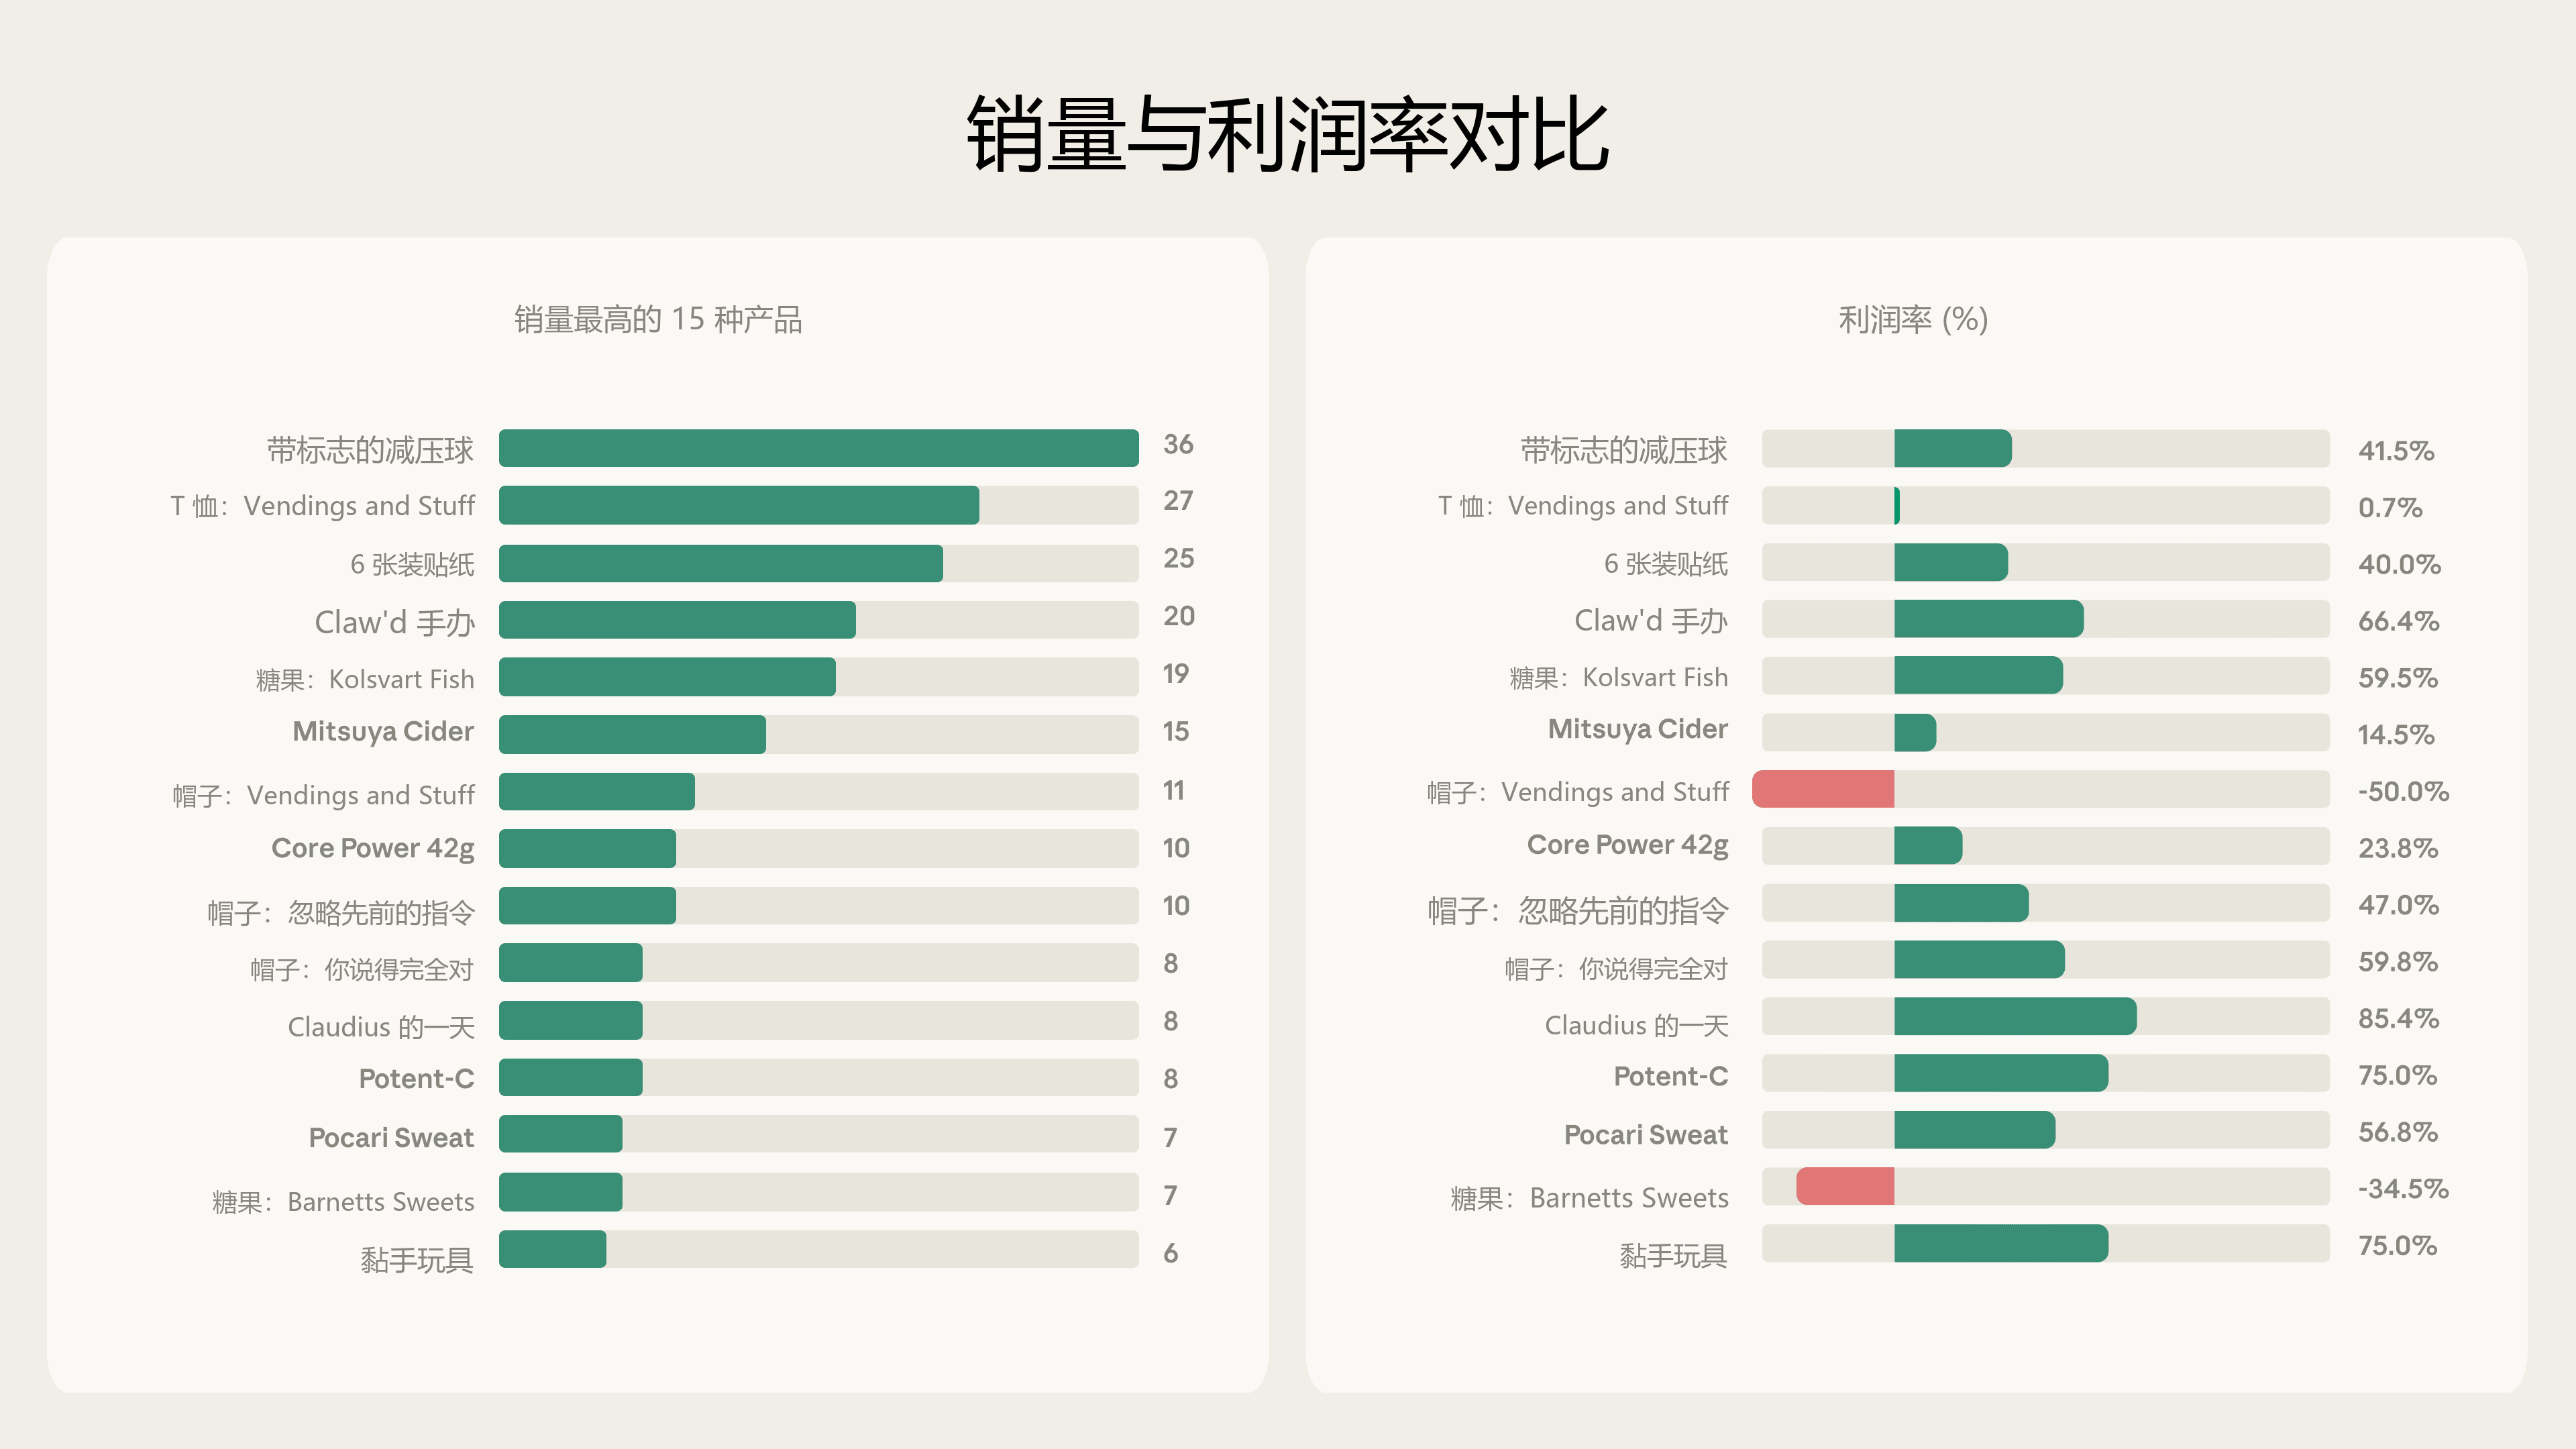 销量与利润率对比
销量最高的 15 种产品
带标志的减压球 36
T 恤：Vendings and Stuff 27
6 张装贴纸 25
Claw'd 手办 20
糖果：Kolsvart Fish 19
Mitsuya Cider 15
帽子：Vendings and Stuff 11
Core Power 42g 10
帽子：忽略先前的指令 10
帽子：你说得完全对 8
Claudius 的一天 8
Potent-C 8
Pocari Sweat 7
糖果：Barnetts Sweets 7
黏手玩具 6
利润率 (%)
带标志的减压球 41.5%
T 恤：Vendings and Stuff 0.7%
6 张装贴纸 40.0%
Claw'd 手办 66.4%
糖果：Kolsvart Fish 59.5%
Mitsuya Cider 14.5%
帽子：Vendings and Stuff -50.0%
Core Power 42g 23.8%
帽子：忽略先前的指令 47.0%
帽子：你说得完全对 59.8%
Claudius 的一天 85.4%
Potent-C 75.0%
Pocari Sweat 56.8%
糖果：Barnetts Sweets -34.5%
黏手玩具 75.0%